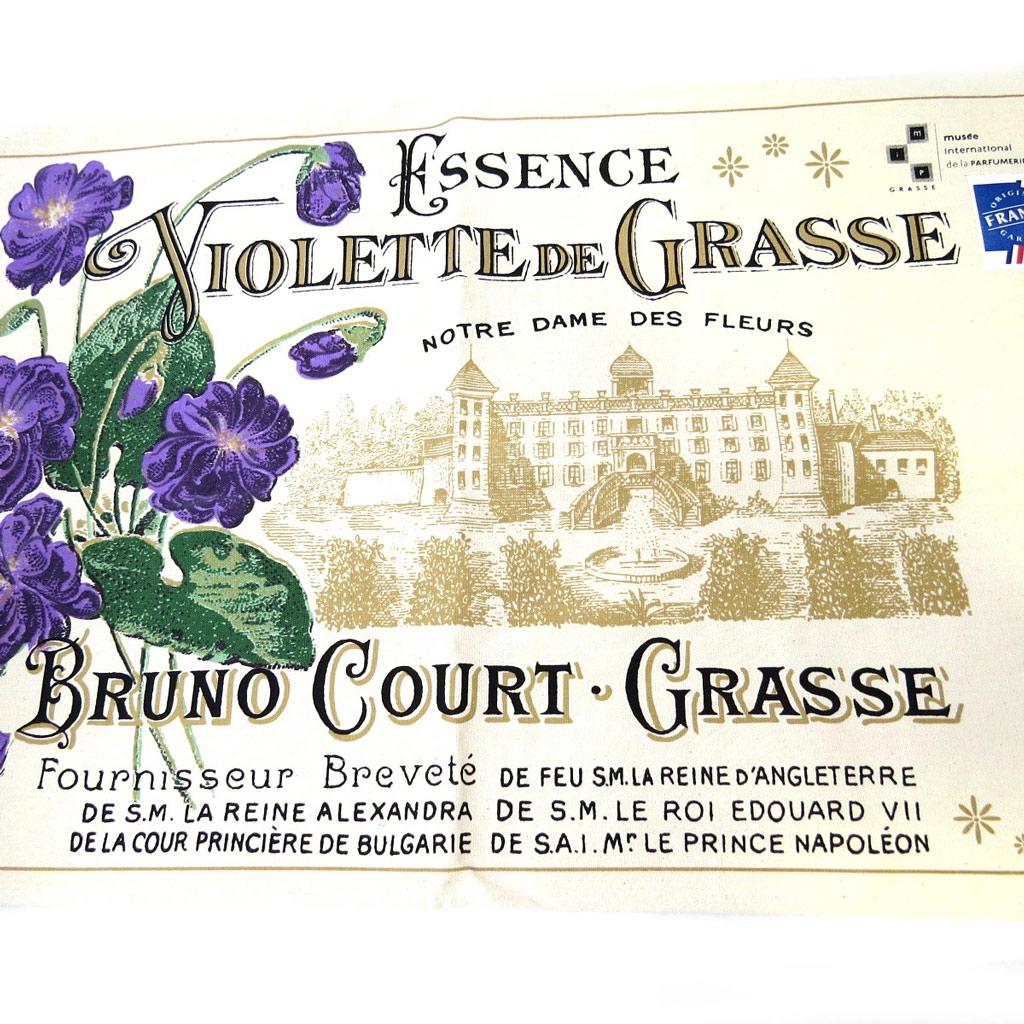 ESSENCE
VIOLETTE DE GRASSE
NOTRE DAME DES FLEURS
BRUNO COURT · GRASSE
Fournisseur Breveté DE FEU S.M. LA REINE D'ANGLETERRE
DE S.M. LA REINE ALEXANDRA DE S.M. LE ROI EDOUARD VII
DE LA COUR PRINCIÈRE DE BULGARIE DE S.A.I. Mr LE PRINCE NAPOLÉON
m
i
P
GRASSE
musée
international
de la PARFUMERIE